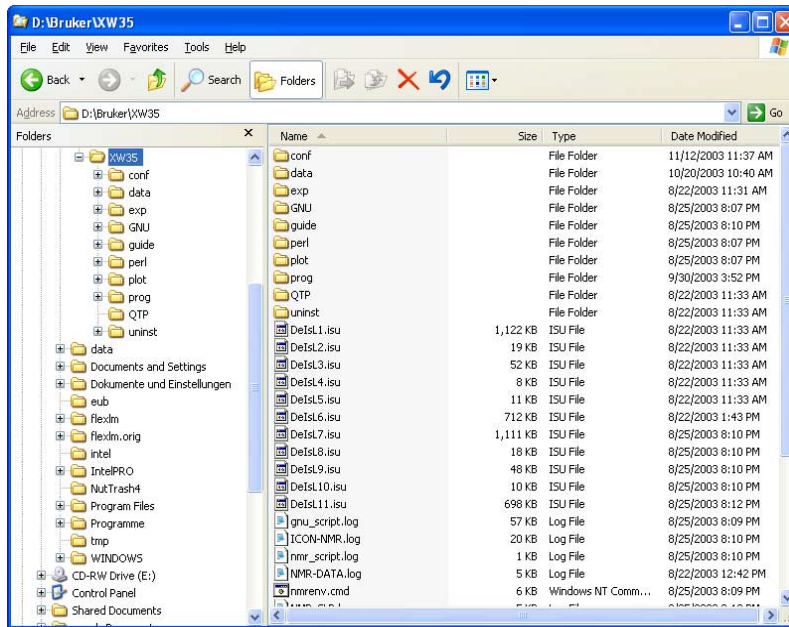 D:\Bruker\XW35
File Edit View Favorites Tools Help
Back Search Folders
Address D:\Bruker\XW35 Go
Folders
XW35
conf
data
exp
GNU
guide
perl
plot
prog
QTP
uninst
data
Documents and Settings
Dokumente und Einstellungen
eub
flexlm
flexlm.orig
intel
IntelPRO
NutTrash4
Program Files
Programme
tmp
WINDOWS
CD-RW Drive (E:)
Control Panel
Shared Documents
Name Size Type Date Modified
conf File Folder 11/12/2003 11:37 AM
data File Folder 10/20/2003 10:40 AM
exp File Folder 8/22/2003 11:31 AM
GNU File Folder 8/25/2003 8:07 PM
guide File Folder 8/25/2003 8:10 PM
perl File Folder 8/25/2003 8:07 PM
plot File Folder 8/25/2003 8:07 PM
prog File Folder 9/30/2003 3:52 PM
QTP File Folder 8/22/2003 11:33 AM
uninst File Folder 8/22/2003 11:33 AM
DeIsL1.isu 1,122 KB ISU File 8/22/2003 11:33 AM
DeIsL2.isu 19 KB ISU File 8/22/2003 11:33 AM
DeIsL3.isu 52 KB ISU File 8/22/2003 11:33 AM
DeIsL4.isu 8 KB ISU File 8/22/2003 11:33 AM
DeIsL5.isu 11 KB ISU File 8/22/2003 11:33 AM
DeIsL6.isu 712 KB ISU File 8/22/2003 1:43 PM
DeIsL7.isu 1,111 KB ISU File 8/25/2003 8:10 PM
DeIsL8.isu 18 KB ISU File 8/25/2003 8:10 PM
DeIsL9.isu 48 KB ISU File 8/25/2003 8:10 PM
DeIsL10.isu 10 KB ISU File 8/25/2003 8:10 PM
DeIsL11.isu 698 KB ISU File 8/25/2003 8:12 PM
gnu_script.log 57 KB Log File 8/25/2003 8:09 PM
ICON-NMR.log 20 KB Log File 8/25/2003 8:10 PM
nmr_script.log 1 KB Log File 8/25/2003 8:10 PM
NMR-DATA.log 5 KB Log File 8/22/2003 12:42 PM
nmrenv.cmd 6 KB Windows NT Comm... 8/25/2003 8:09 PM